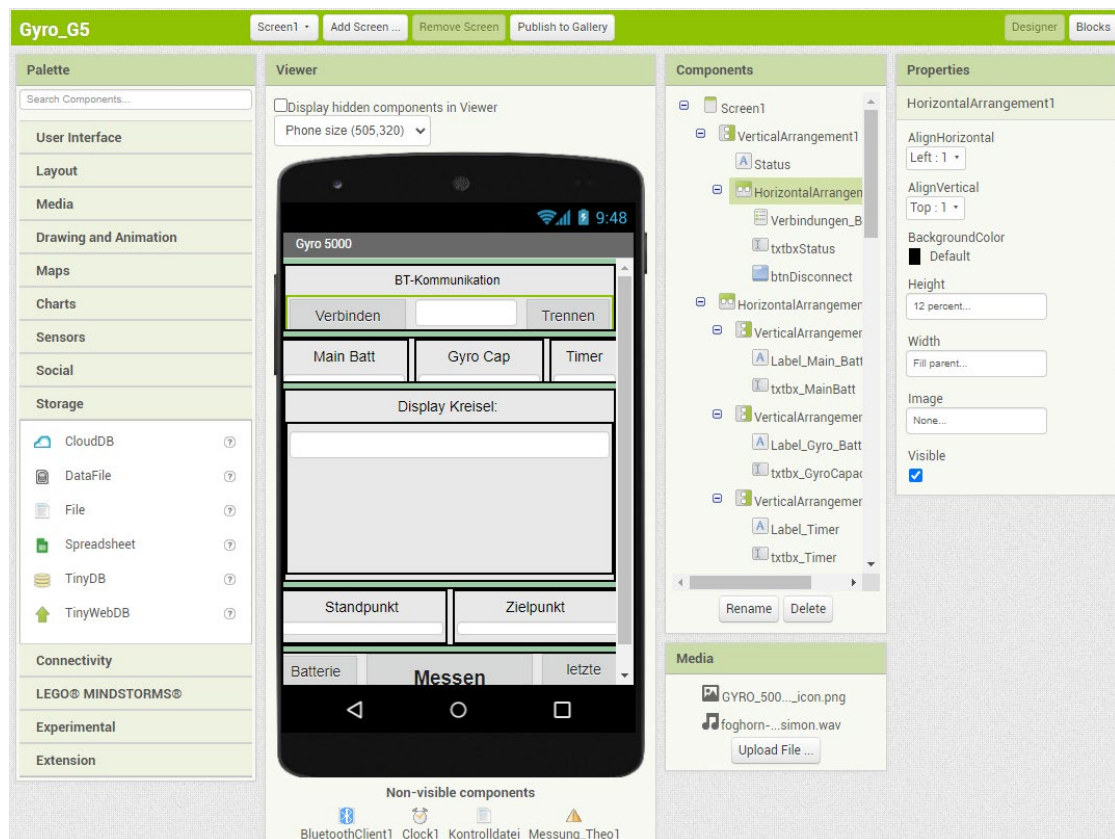 Gyro_G5
Screen1
Add Screen ...
Remove Screen
Publish to Gallery
Designer
Blocks
Palette
Search Components...
User Interface
Layout
Media
Drawing and Animation
Maps
Charts
Sensors
Social
Storage
CloudDB
DataFile
File
Spreadsheet
TinyDB
TinyWebDB
Connectivity
LEGO® MINDSTORMS®
Experimental
Extension
Viewer
Display hidden components in Viewer
Phone size (505,320)
9:48
Gyro 5000
BT-Kommunikation
Verbinden
Trennen
Main Batt
Gyro Cap
Timer
Display Kreisel:
Standpunkt
Zielpunkt
Batterie
Messen
letzte
Non-visible components
BluetoothClient1 Clock1 Kontrolldatei Messung_Theo1
Components
Screen1
VerticalArrangement1
Status
HorizontalArrangen
Verbindungen_B
txtbxStatus
btnDisconnect
HorizontalArrangemer
VerticalArrangemer
Label_Main_Batt
txtbx_MainBatt
VerticalArrangemer
Label_Gyro_Batt
txtbx_GyroCapac
VerticalArrangemer
Label_Timer
txtbx_Timer
Rename
Delete
Media
GYRO_500..._icon.png
foghorn-...simon.wav
Upload File ...
Properties
HorizontalArrangement1
AlignHorizontal
Left : 1
AlignVertical
Top : 1
BackgroundColor
Default
Height
12 percent...
Width
Fill parent...
Image
None...
Visible